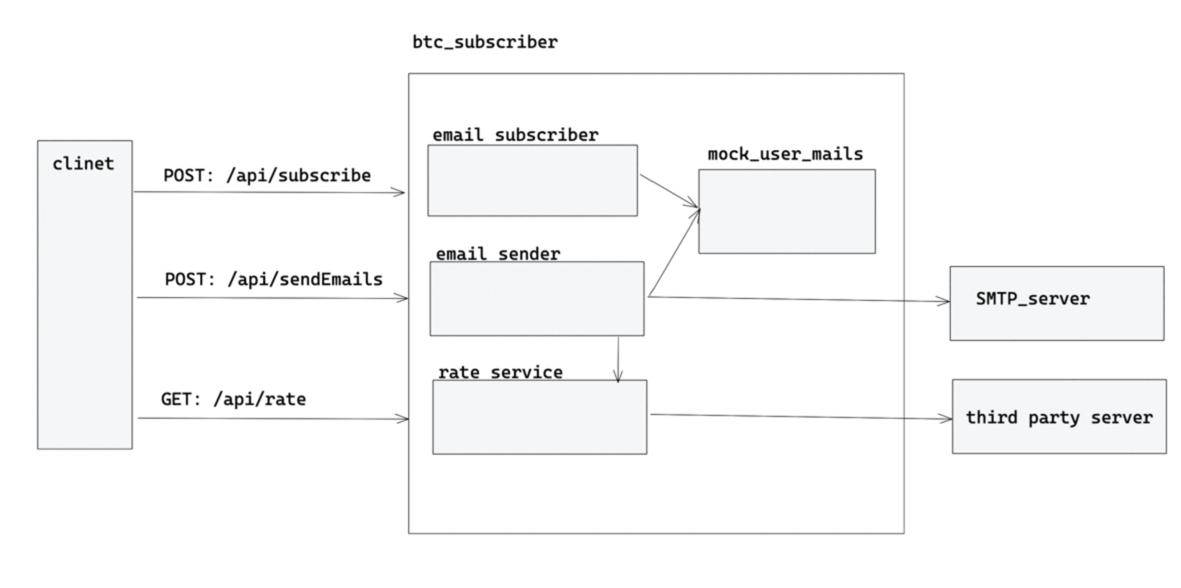 btc_subscriber
email subscriber
mock_user_mails
clinet
POST: /api/subscribe
email sender
POST: /api/sendEmails
SMTP_server
rate service
GET: /api/rate
third party server